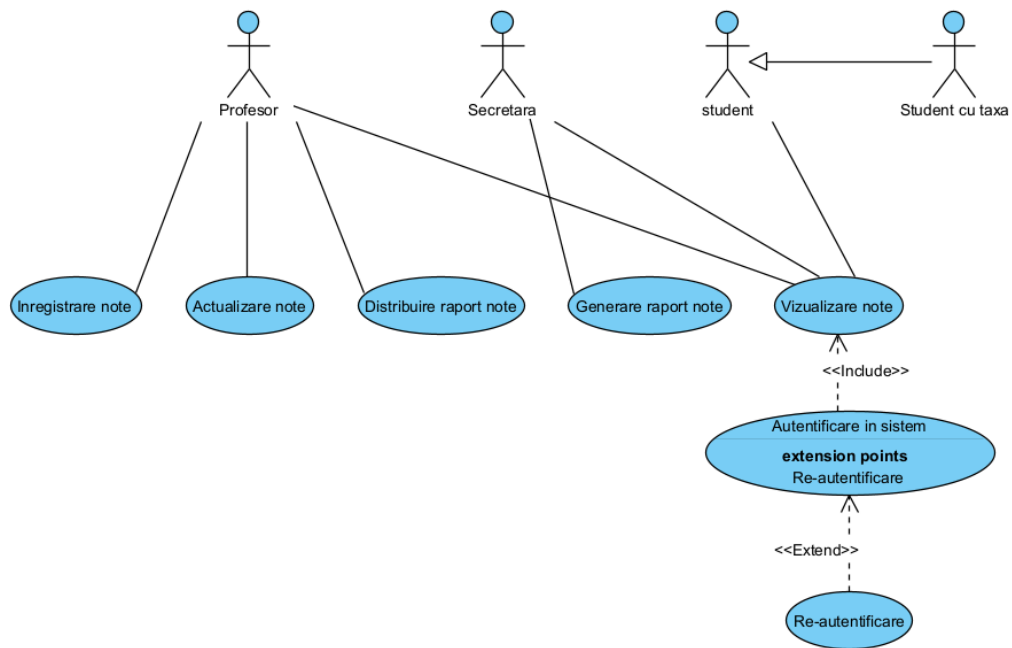 Profesor
Secretara
student
Student cu taxa
Inregistrare note
Actualizare note
Distribuire raport note
Generare raport note
Vizualizare note
<<Include>>
Autentificare in sistem
extension points
Re-autentificare
<<Extend>>
Re-autentificare